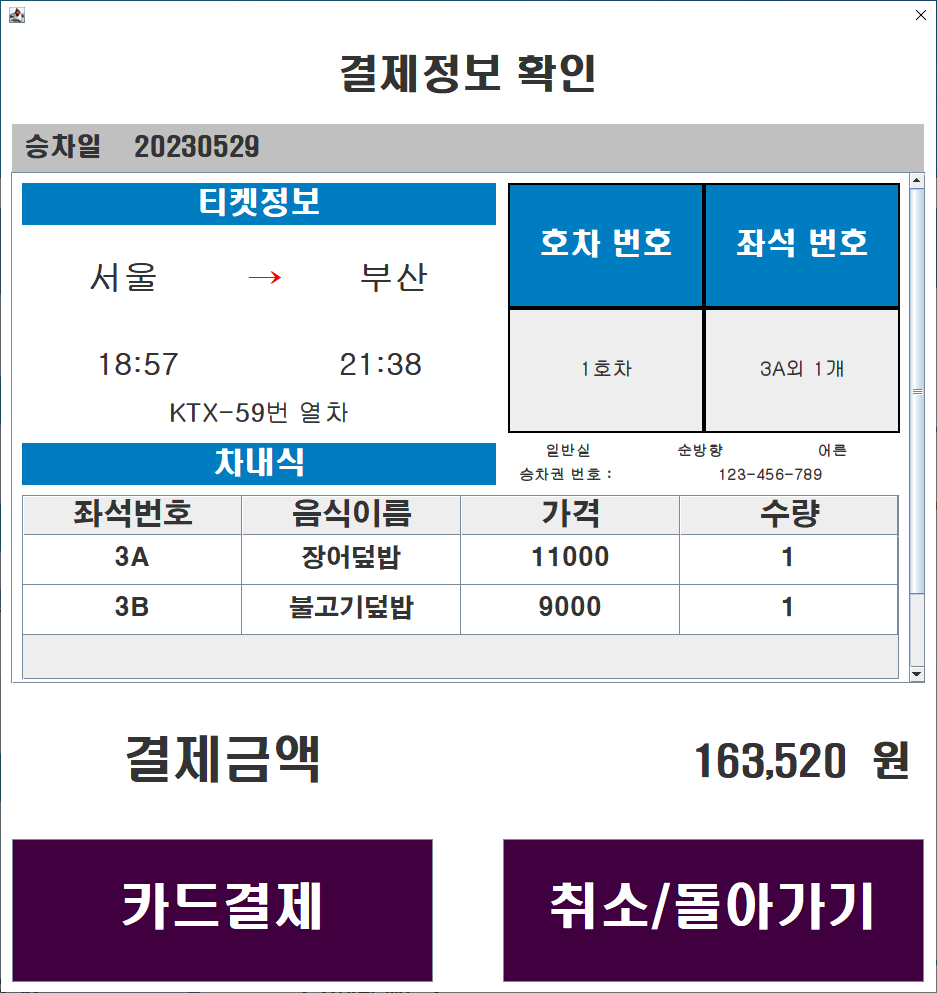 결제정보 확인
승차일 20230529
티켓정보
서울 → 부산
18:57 21:38
KTX-59번 열차
호차 번호 좌석 번호
1호차 3A외 1개
일반실 순방향 어른
승차권 번호 : 123-456-789
차내식
좌석번호 음식이름 가격 수량
3A 장어덮밥 11000 1
3B 불고기덮밥 9000 1
결제금액 163,520 원
카드결제 취소/돌아가기